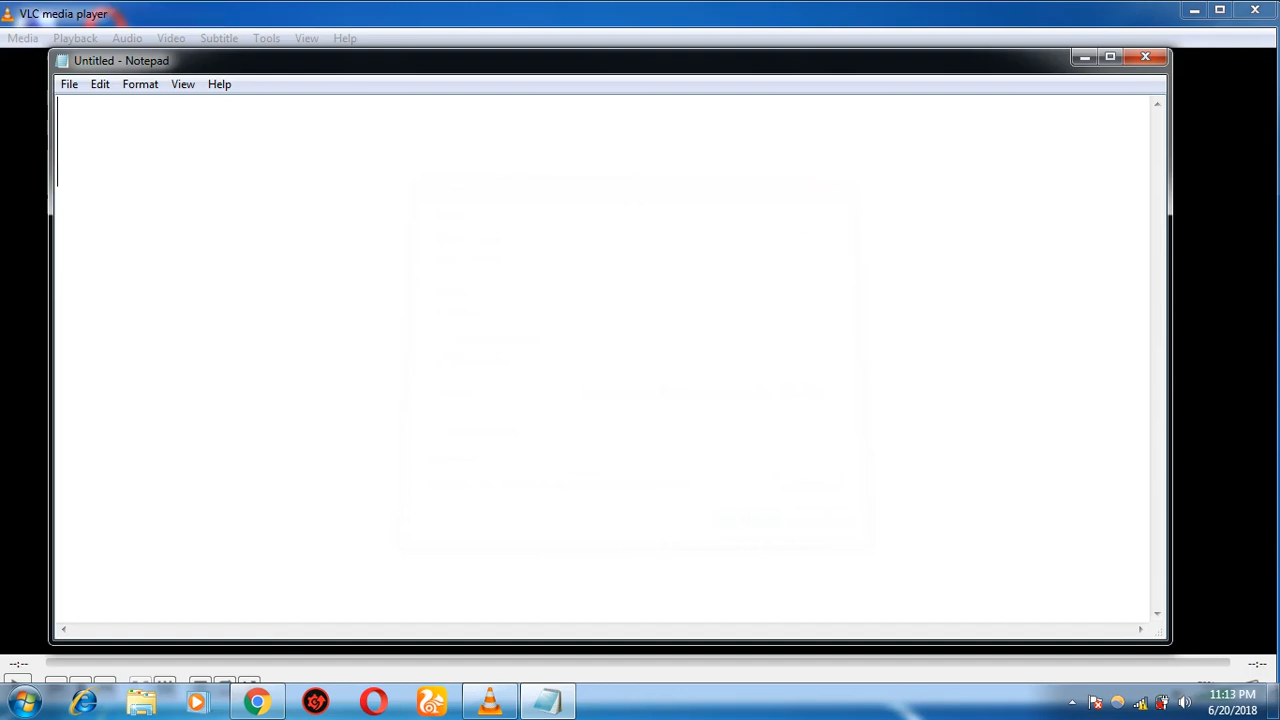 VLC media player
Media Playback Audio Video Subtitle Tools View Help
Untitled - Notepad
File Edit Format View Help
--:-- --:--
11:13 PM
6/20/2018